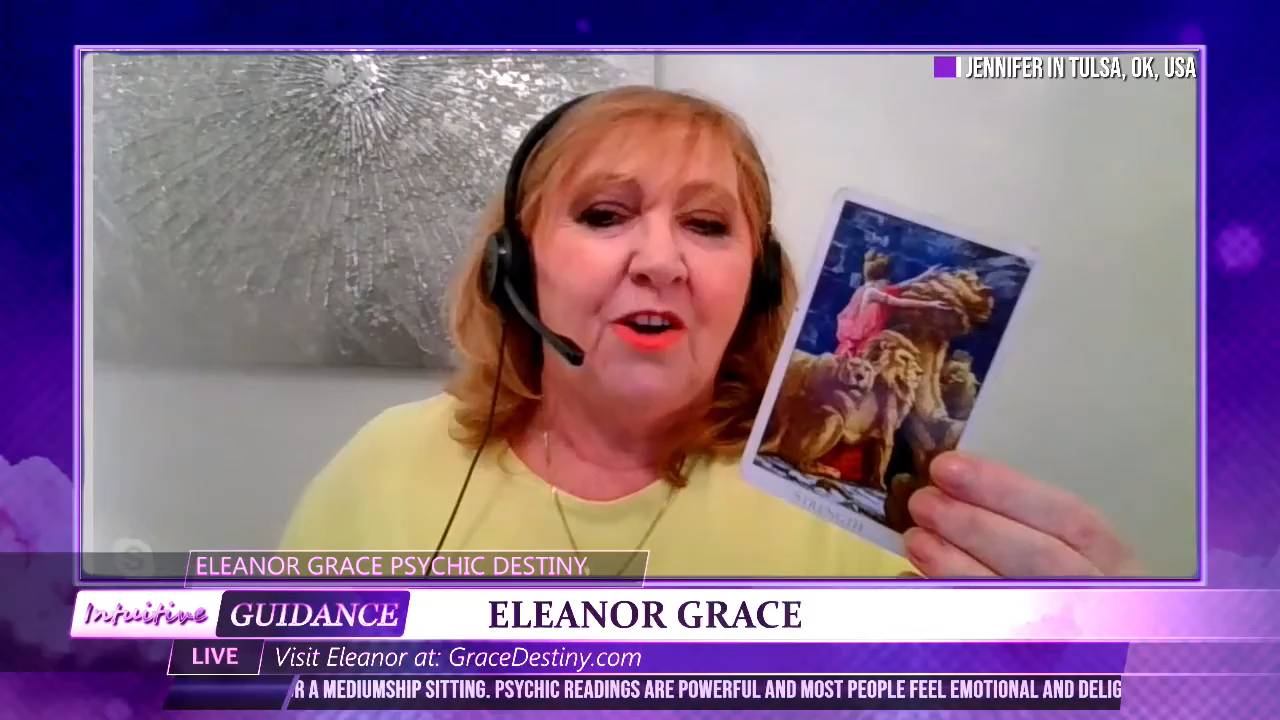 JENNIFER IN TULSA, OK, USA
STRENGTH
ELEANOR GRACE PSYCHIC DESTINY
Intuitive GUIDANCE
ELEANOR GRACE
LIVE
Visit Eleanor at: GraceDestiny.com
R A MEDIUMSHIP SITTING. PSYCHIC READINGS ARE POWERFUL AND MOST PEOPLE FEEL EMOTIONAL AND DELIG